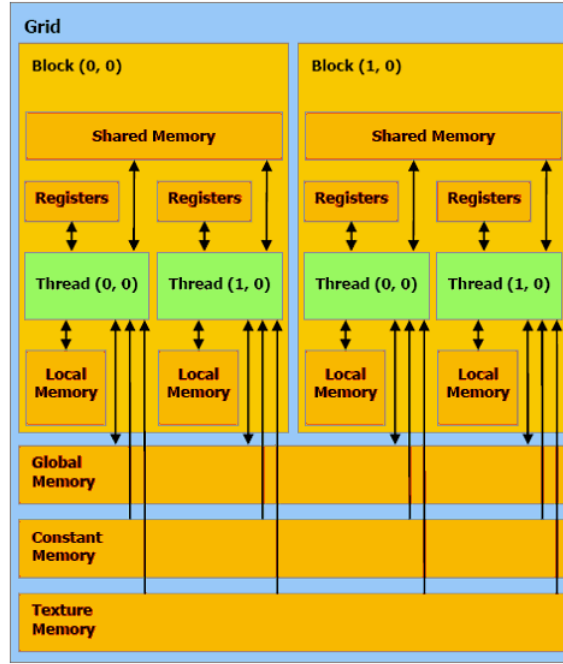 Grid
Block (0, 0)
Block (1, 0)
Shared Memory
Shared Memory
Registers
Registers
Registers
Registers
Thread (0, 0)
Thread (1, 0)
Thread (0, 0)
Thread (1, 0)
Local
Memory
Local
Memory
Local
Memory
Local
Memory
Global
Memory
Constant
Memory
Texture
Memory